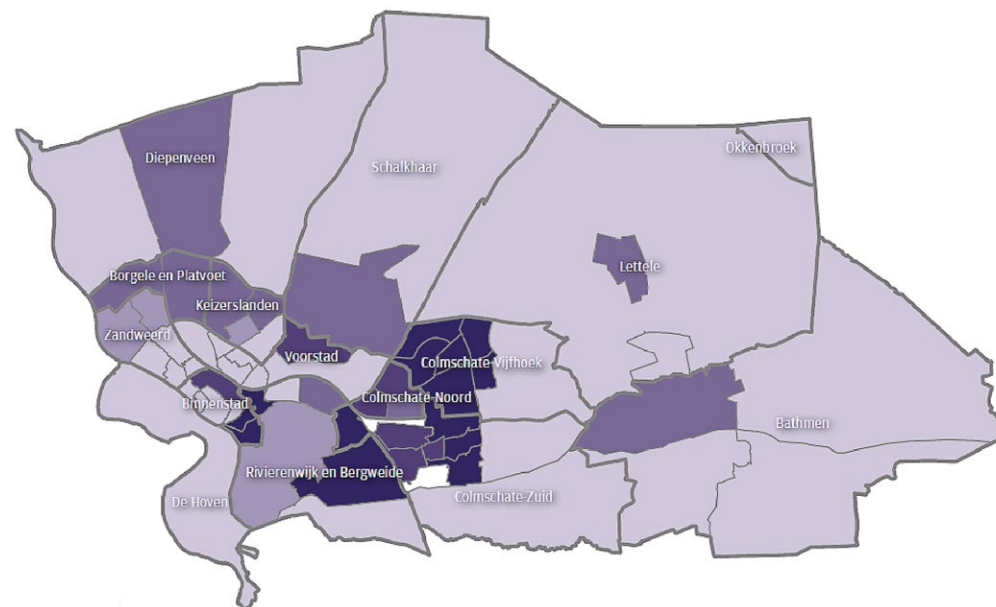 Diepenveen
Schalkhaar
Okkenbroek
Borgele en Platvoet
Lettele
Keizerslanden
Zandweerd
Voorstad
Colmschate-Vijfhoek
Colmschate-Noord
Binnenstad
Bathmen
Rivierenwijk en Bergweide
De Hoven
Colmschate-Zuid